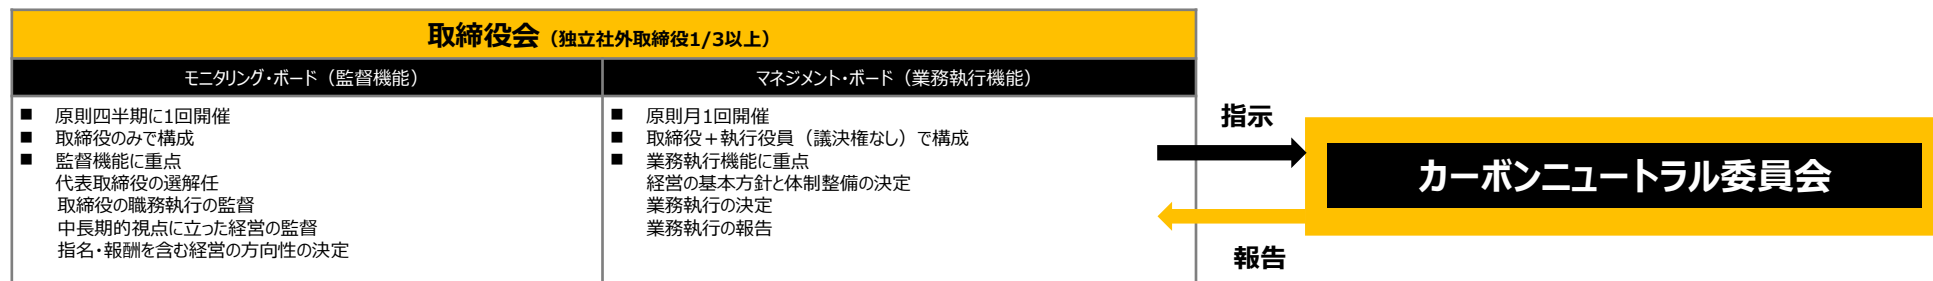 取締役会（独立社外取締役1/3以上）
モニタリング・ボード（監督機能）
■ 原則四半期に1回開催
■ 取締役のみで構成
■ 監督機能に重点
代表取締役の選解任
取締役の職務執行の監督
中長期的視点に立った経営の監督
指名・報酬を含む経営の方向性の決定
マネジメント・ボード（業務執行機能）
■ 原則月1回開催
■ 取締役＋執行役員（議決権なし）で構成
■ 業務執行機能に重点
経営の基本方針と体制整備の決定
業務執行の決定
業務執行の報告
指示
カーボンニュートラル委員会
報告